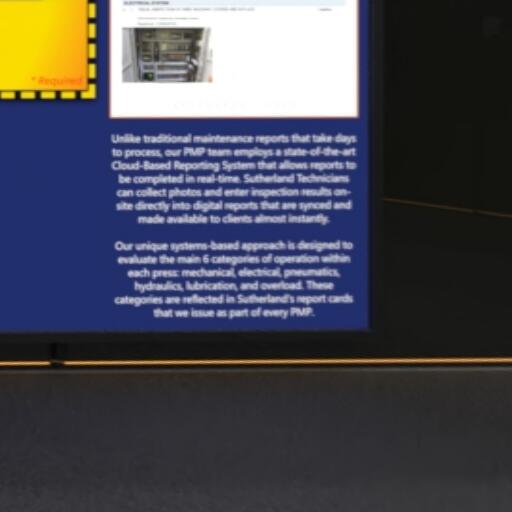 ELECTRICAL SYSTEM
* Required
Unlike traditional maintenance reports that take days
to process, our PMP team employs a state-of-the-art
Cloud-Based Reporting System that allows reports to
be completed in real-time. Sutherland Technicians
can collect photos and enter inspection results on-
site directly into digital reports that are synced and
made available to clients almost instantly.
Our unique systems-based approach is designed to
evaluate the main 6 categories of operation within
each press: mechanical, electrical, pneumatics,
hydraulics, lubrication, and overload. These
categories are reflected in Sutherland's report cards
that we issue as part of every PMP.